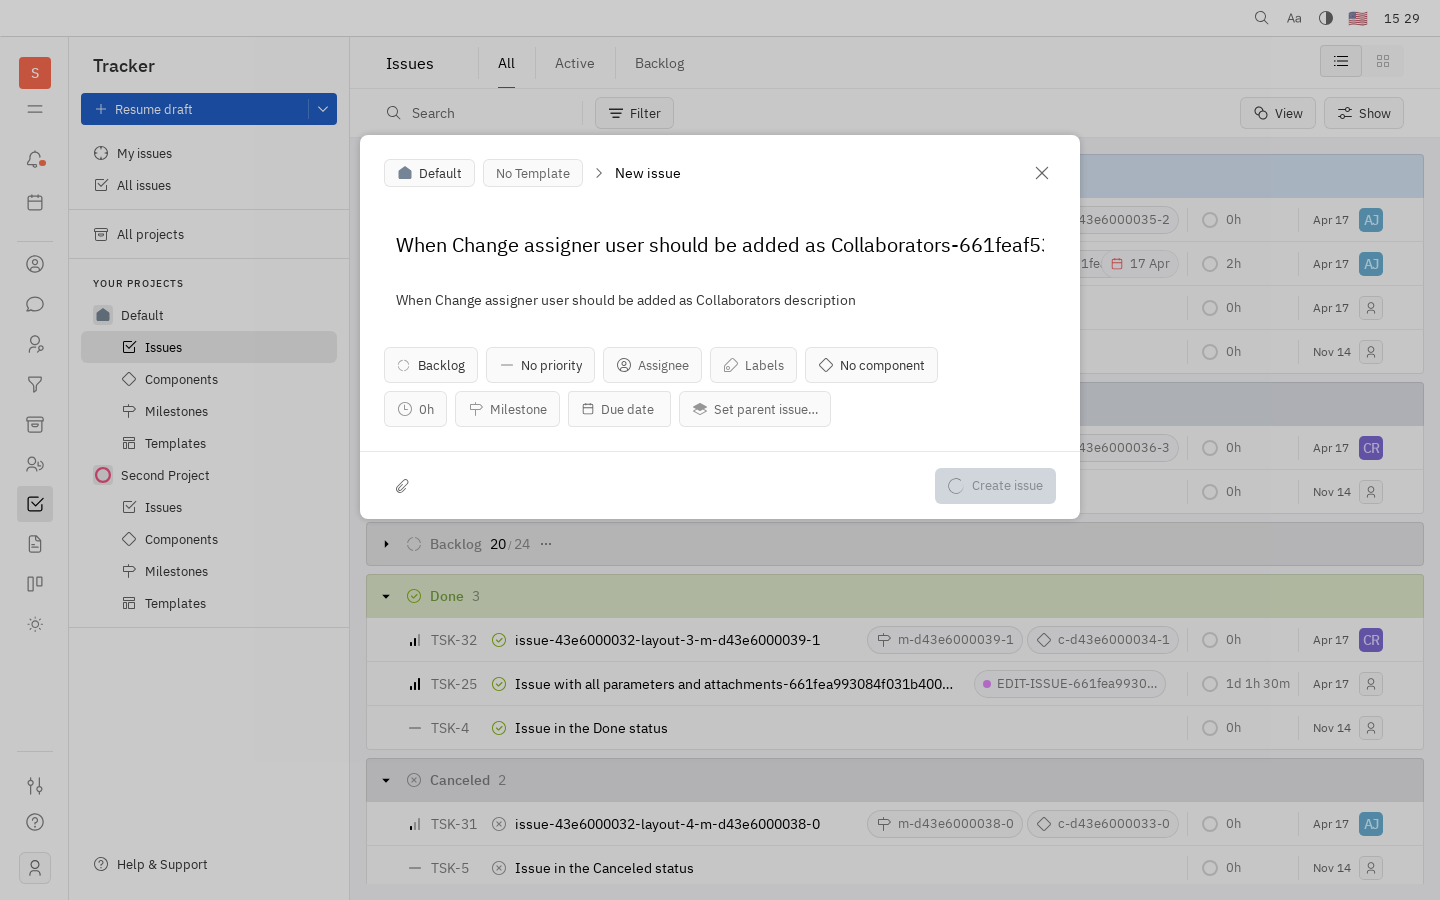 Aa
15 29
S
Tracker
Resume draft
My issues
All issues
All projects
YOUR PROJECTS
Default
Issues
Components
Milestones
Templates
Second Project
Issues
Components
Milestones
Templates
Help & Support
Issues
All
Active
Backlog
Search
Filter
View
Show
43e6000035-2
0h
Apr 17
AJ
17 Apr
2h
Apr 17
AJ
0h
Apr 17
0h
Nov 14
43e6000036-3
0h
Apr 17
CR
0h
Nov 14
Default
No Template
New issue
When Change assigner user should be added as Collaborators-661feaf5
When Change assigner user should be added as Collaborators description
Backlog
No priority
Assignee
Labels
No component
0h
Milestone
Due date
Set parent issue...
Create issue
Backlog 20/24 ...
Done 3
TSK-32 issue-43e6000032-layout-3-m-d43e6000039-1 m-d43e6000039-1 c-d43e6000034-1 0h Apr 17 CR
TSK-25 Issue with all parameters and attachments-661fea993084f031b400... EDIT-ISSUE-661fea9930... 1d 1h 30m Apr 17
TSK-4 Issue in the Done status 0h Nov 14
Canceled 2
TSK-31 issue-43e6000032-layout-4-m-d43e6000038-0 m-d43e6000038-0 c-d43e6000033-0 0h Apr 17 AJ
TSK-5 Issue in the Canceled status 0h Nov 14